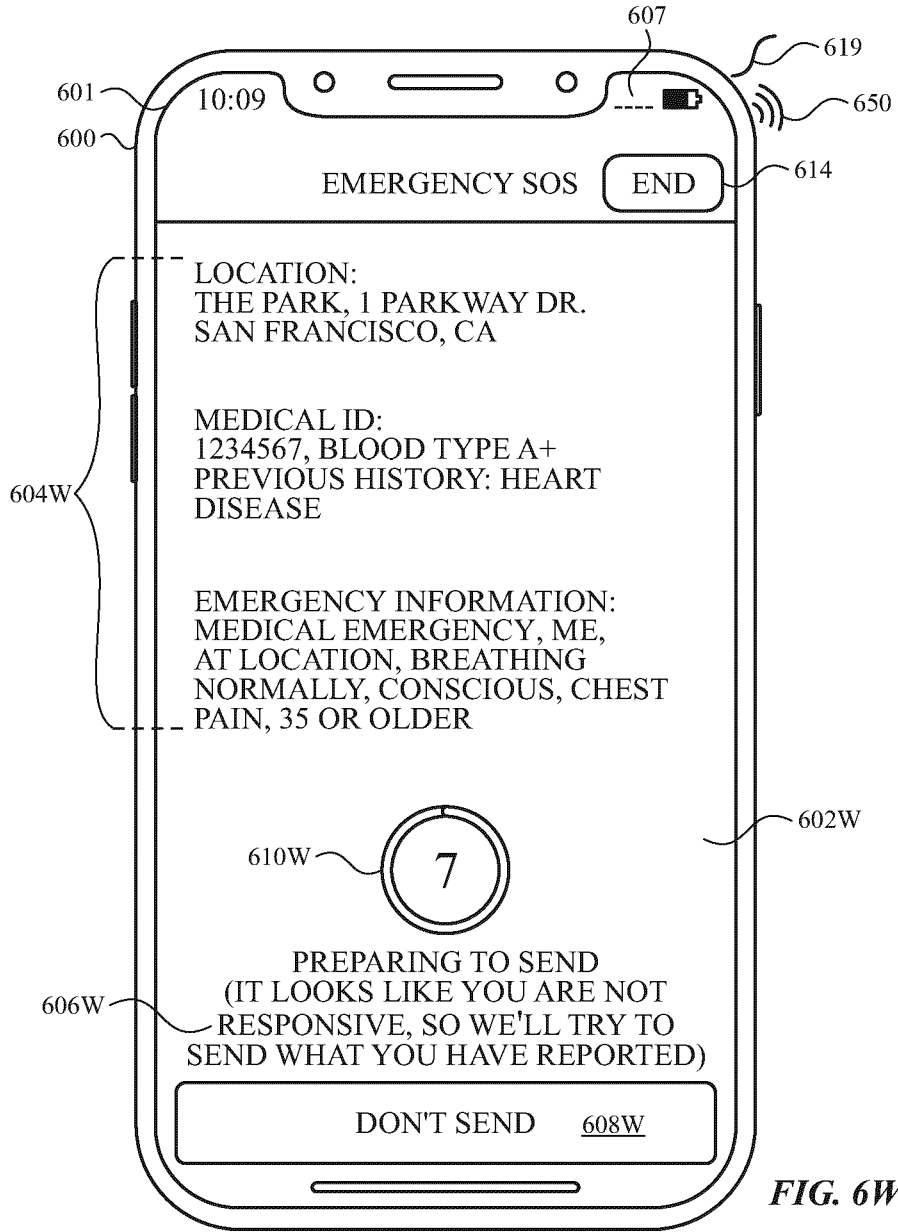 607
619
601
10:09
650
600
EMERGENCY SOS
END
614
LOCATION:
THE PARK, 1 PARKWAY DR.
SAN FRANCISCO, CA
MEDICAL ID:
1234567, BLOOD TYPE A+
PREVIOUS HISTORY: HEART
DISEASE
604W
EMERGENCY INFORMATION:
MEDICAL EMERGENCY, ME,
AT LOCATION, BREATHING
NORMALLY, CONSCIOUS, CHEST
PAIN, 35 OR OLDER
602W
610W
7
PREPARING TO SEND
(IT LOOKS LIKE YOU ARE NOT
606W
RESPONSIVE, SO WE'LL TRY TO
SEND WHAT YOU HAVE REPORTED)
DON'T SEND 608W
FIG. 6W